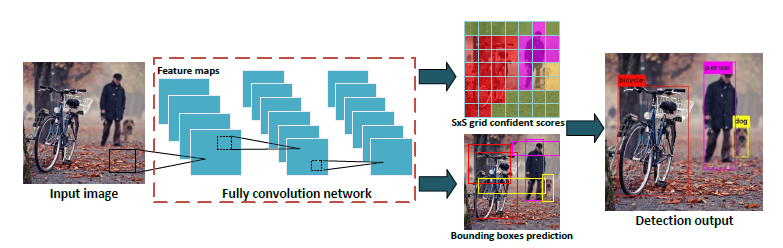 Feature maps
Input image
Fully convolution network
SxS grid confident scores
Bounding boxes prediction
bicycle
person
dog
Detection output